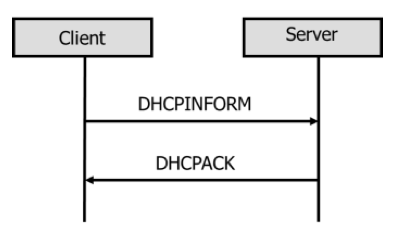 Client
Server
DHCPINFORM
DHCPACK